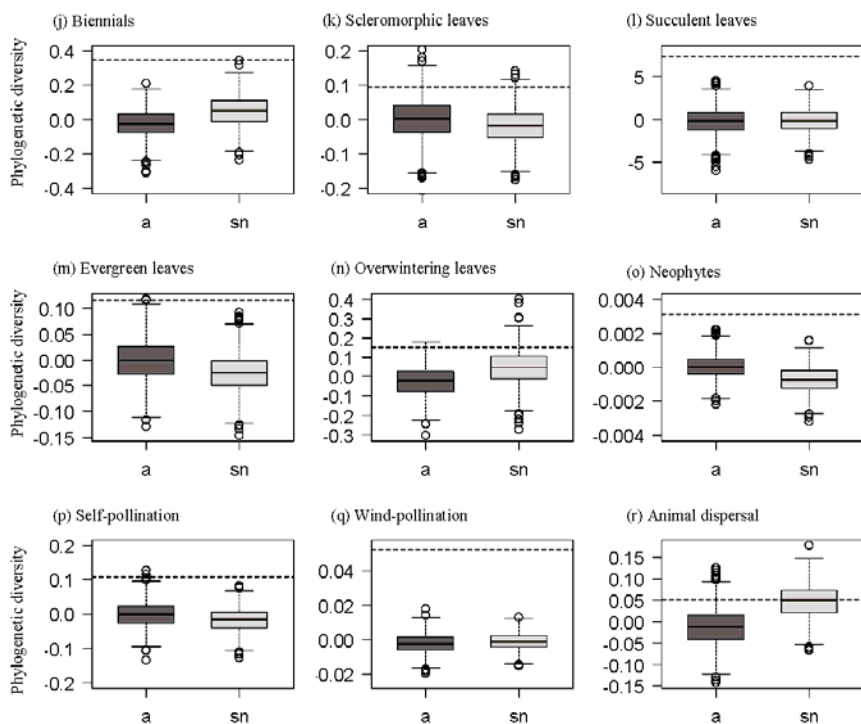 (j) Biennials
(k) Scleromorphic leaves
(l) Succulent leaves
Phylogenetic diversity
0.4
0.2
0.0
-0.2
-0.4
a
sn
0.2
0.1
0.0
-0.1
-0.2
a
sn
5
0
-5
a
sn
(m) Evergreen leaves
(n) Overwintering leaves
(o) Neophytes
Phylogenetic diversity
0.10
0.05
0.00
-0.05
-0.10
-0.15
a
sn
0.4
0.3
0.2
0.1
0.0
-0.1
-0.2
-0.3
a
sn
0.004
0.002
0.000
-0.002
-0.004
a
sn
(p) Self-pollination
(q) Wind-pollination
(r) Animal dispersal
Phylogenetic diversity
0.2
0.1
0.0
-0.1
-0.2
a
sn
0.04
0.02
0.00
-0.02
a
sn
0.15
0.10
0.05
0.00
-0.05
-0.10
-0.15
a
sn